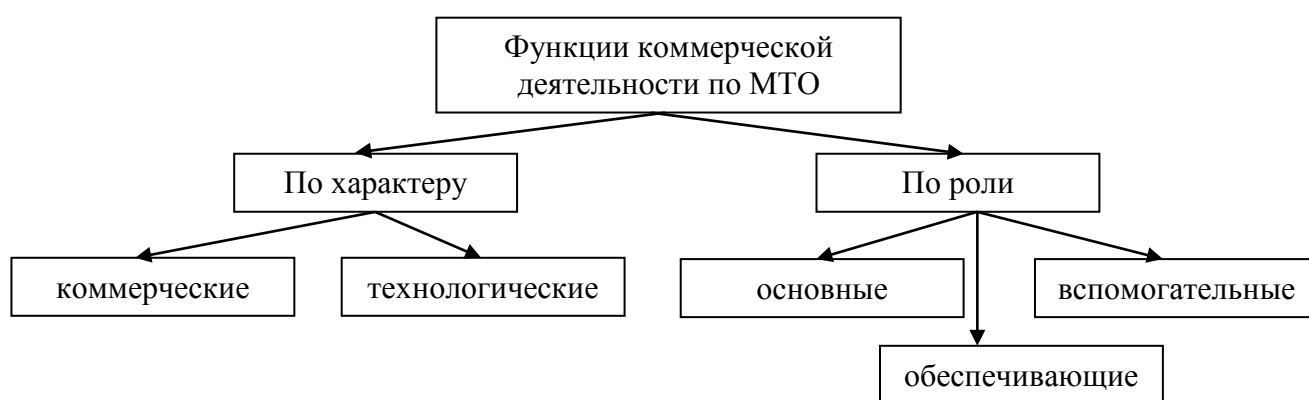 Функции коммерческой
деятельности по МТО
По характеру
По роли
коммерческие
технологические
основные
вспомогательные
обеспечивающие